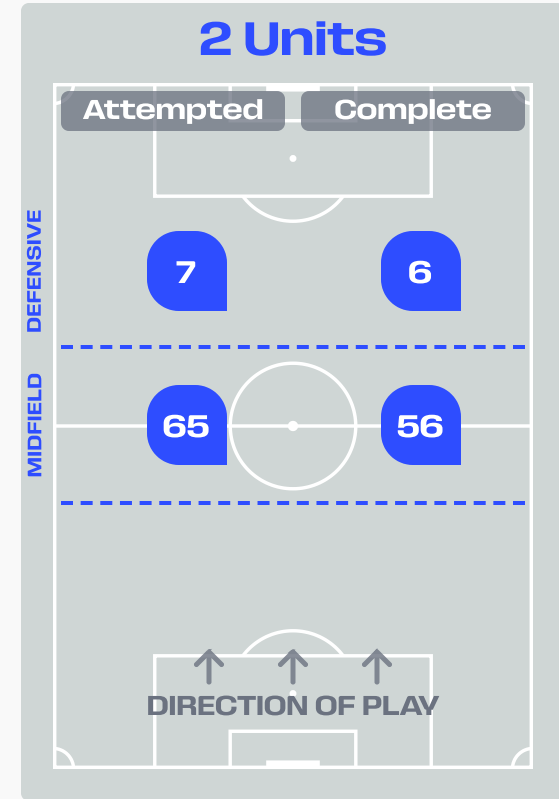 2 Units
Attempted Complete
DEFENSIVE
7 6
MIDFIELD
65 56
DIRECTION OF PLAY